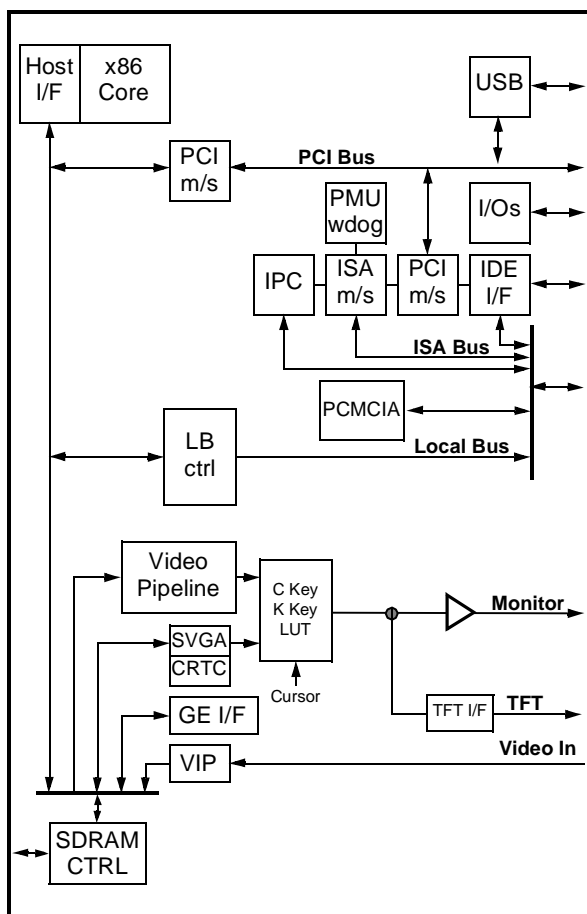 Host
I/F
x86
Core
USB
PCI
m/s
PCI Bus
PMU
wdog
I/Os
IPC
ISA
m/s
PCI
m/s
IDE
I/F
ISA Bus
PCMCIA
LB
ctrl
Local Bus
Video
Pipeline
C Key
K Key
LUT
Monitor
SVGA
CRTC
Cursor
GE I/F
TFT I/F
TFT
VIP
Video In
SDRAM
CTRL